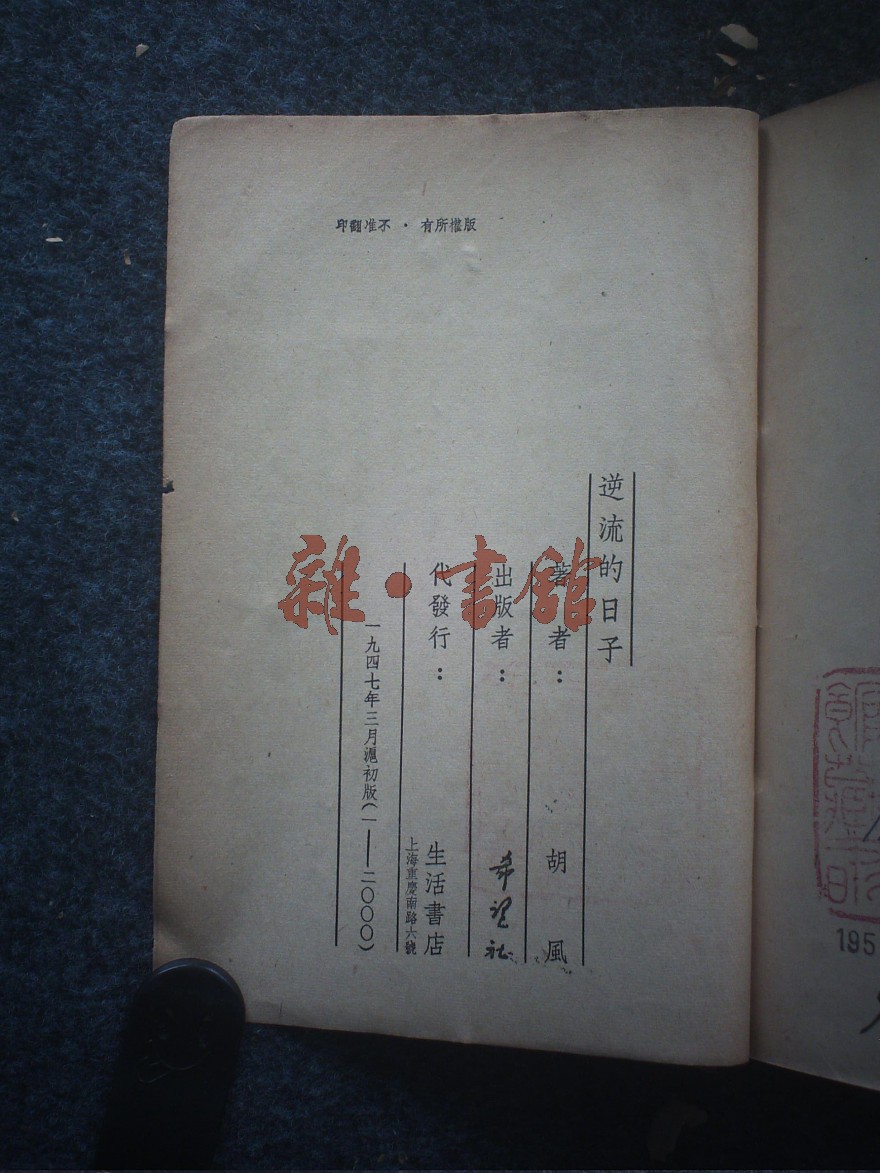 版權所有・不准翻印
逆流的日子
著者：胡風
出版者：希望社
代發行：生活書店
上海重慶南路六號
一九四七年三月滬初版（一——二〇〇〇）
雜・書館
195